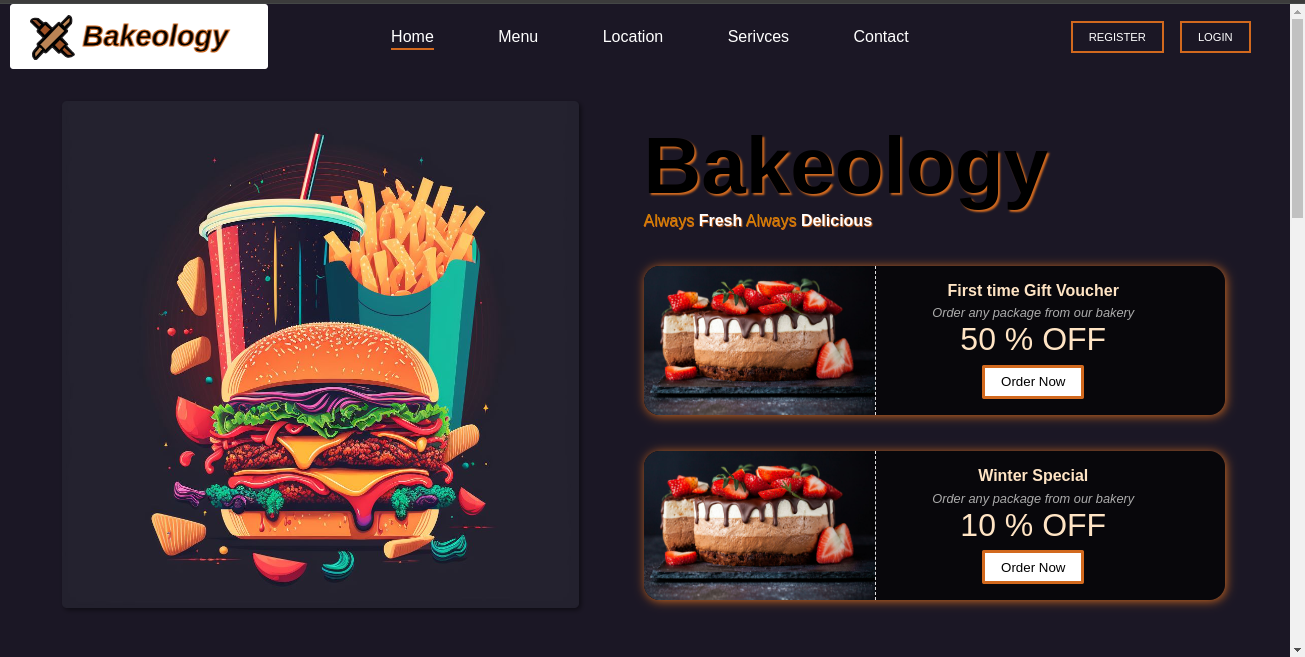 Bakeology
Home Menu Location Serivces Contact REGISTER LOGIN
Bakeology
Always Fresh Always Delicious
First time Gift Voucher
Order any package from our bakery
50 % OFF
Order Now
Winter Special
Order any package from our bakery
10 % OFF
Order Now